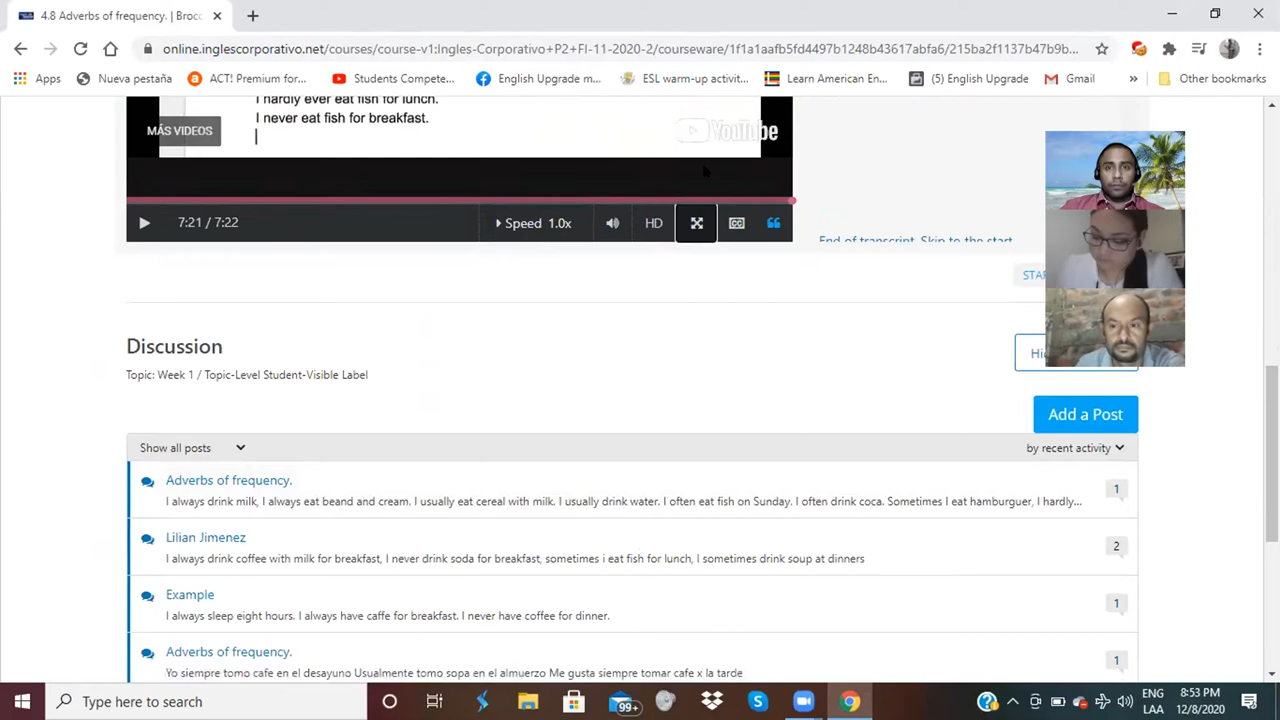 4.8 Adverbs of frequency. | Broc
online.inglescorporativo.net/courses/course-v1:Ingles-Corporativo+P2+FI-11-2020-2/courseware/1f1a1aafb5fd4497b1248b43617abfa6/215ba2f1137b47b9b...
Apps
Nueva pestaña
ACT! Premium for...
Students Compete...
English Upgrade m...
ESL warm-up activit...
Learn American En...
(5) English Upgrade
Gmail
»
Other bookmarks
I hardly ever eat fish for lunch.
I never eat fish for breakfast.
MÁS VIDEOS
YouTube
7:21 / 7:22
Speed 1.0x
HD
CC
End of transcript. Skip to the start.
Discussion
Topic: Week 1 / Topic-Level Student-Visible Label
Add a Post
Show all posts
by recent activity
Adverbs of frequency.
I always drink milk, I always eat beand and cream. I usually eat cereal with milk. I usually drink water. I often eat fish on Sunday. I often drink coca. Sometimes I eat hamburguer, I hardly...
1
Lilian Jimenez
I always drink coffee with milk for breakfast, I never drink soda for breakfast, sometimes i eat fish for lunch, I sometimes drink soup at dinners
2
Example
I always sleep eight hours. I always have caffe for breakfast. I never have coffee for dinner.
1
Adverbs of frequency.
Yo siempre tomo cafe en el desayuno Usualmente tomo sopa en el almuerzo Me gusta siempre tomar cafe x la tarde
1
Type here to search
99+
ENG
LAA
8:53 PM
12/8/2020